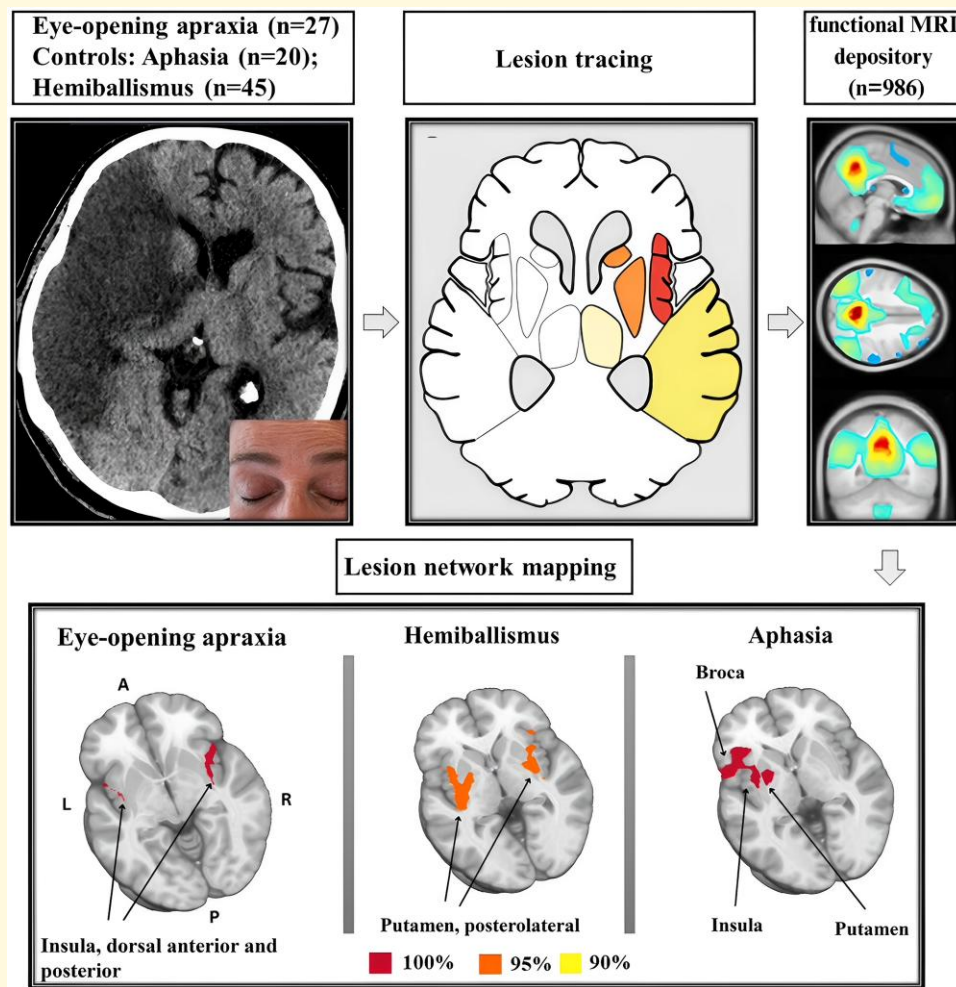 Eye-opening apraxia (n=27)
Controls: Aphasia (n=20);
Hemiballismus (n=45)
Lesion tracing
functional MRI
depository
(n=986)
Lesion network mapping
Eye-opening apraxia
Hemiballismus
Aphasia
A
L
R
P
Insula, dorsal anterior and
posterior
Putamen, posterolateral
Broca
Insula
Putamen
100%
95%
90%